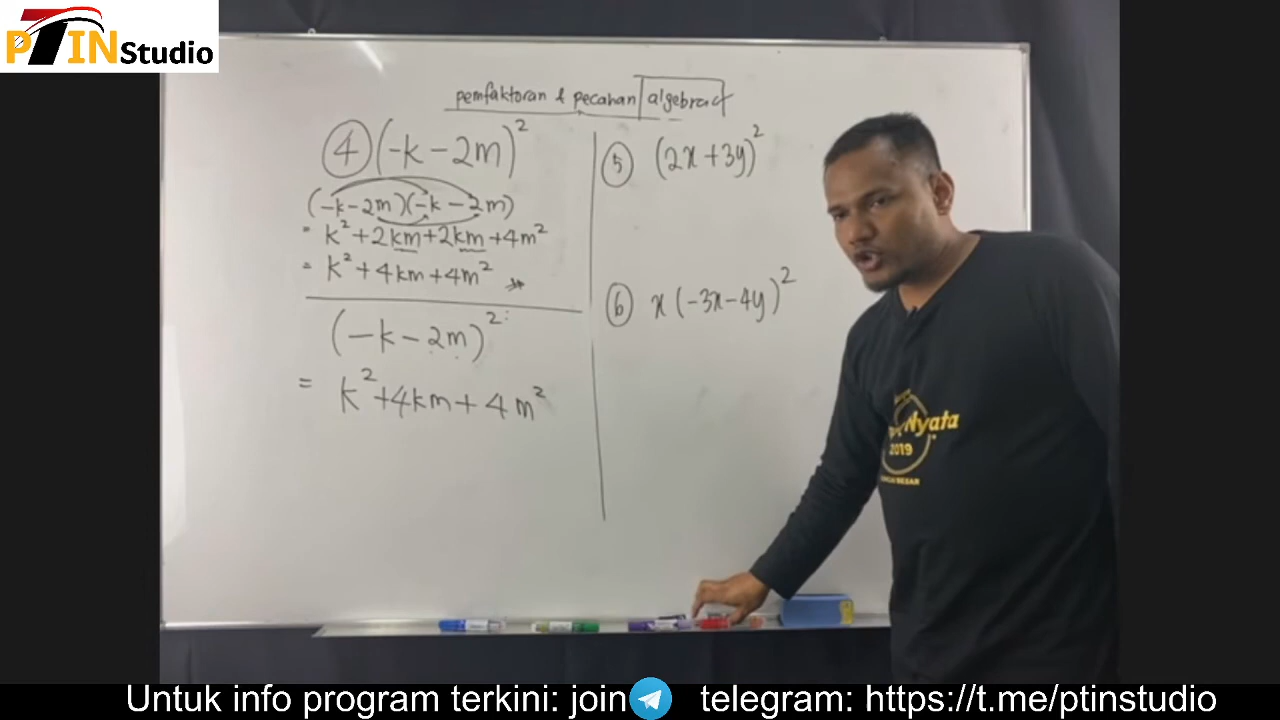 PTIN Studio
pemfaktoran & pecahan algebra
④ (-k - 2m)²
(-k - 2m)(-k - 2m)
= k² + 2km + 2km + 4m²
= k² + 4km + 4m²
(-k - 2m)²
= k² + 4km + 4m²
⑤ (2x + 3y)²
⑥ x(-3x - 4y)²
Nyata
2019
BESAR
Untuk info program terkini: join telegram: https://t.me/ptinstudio